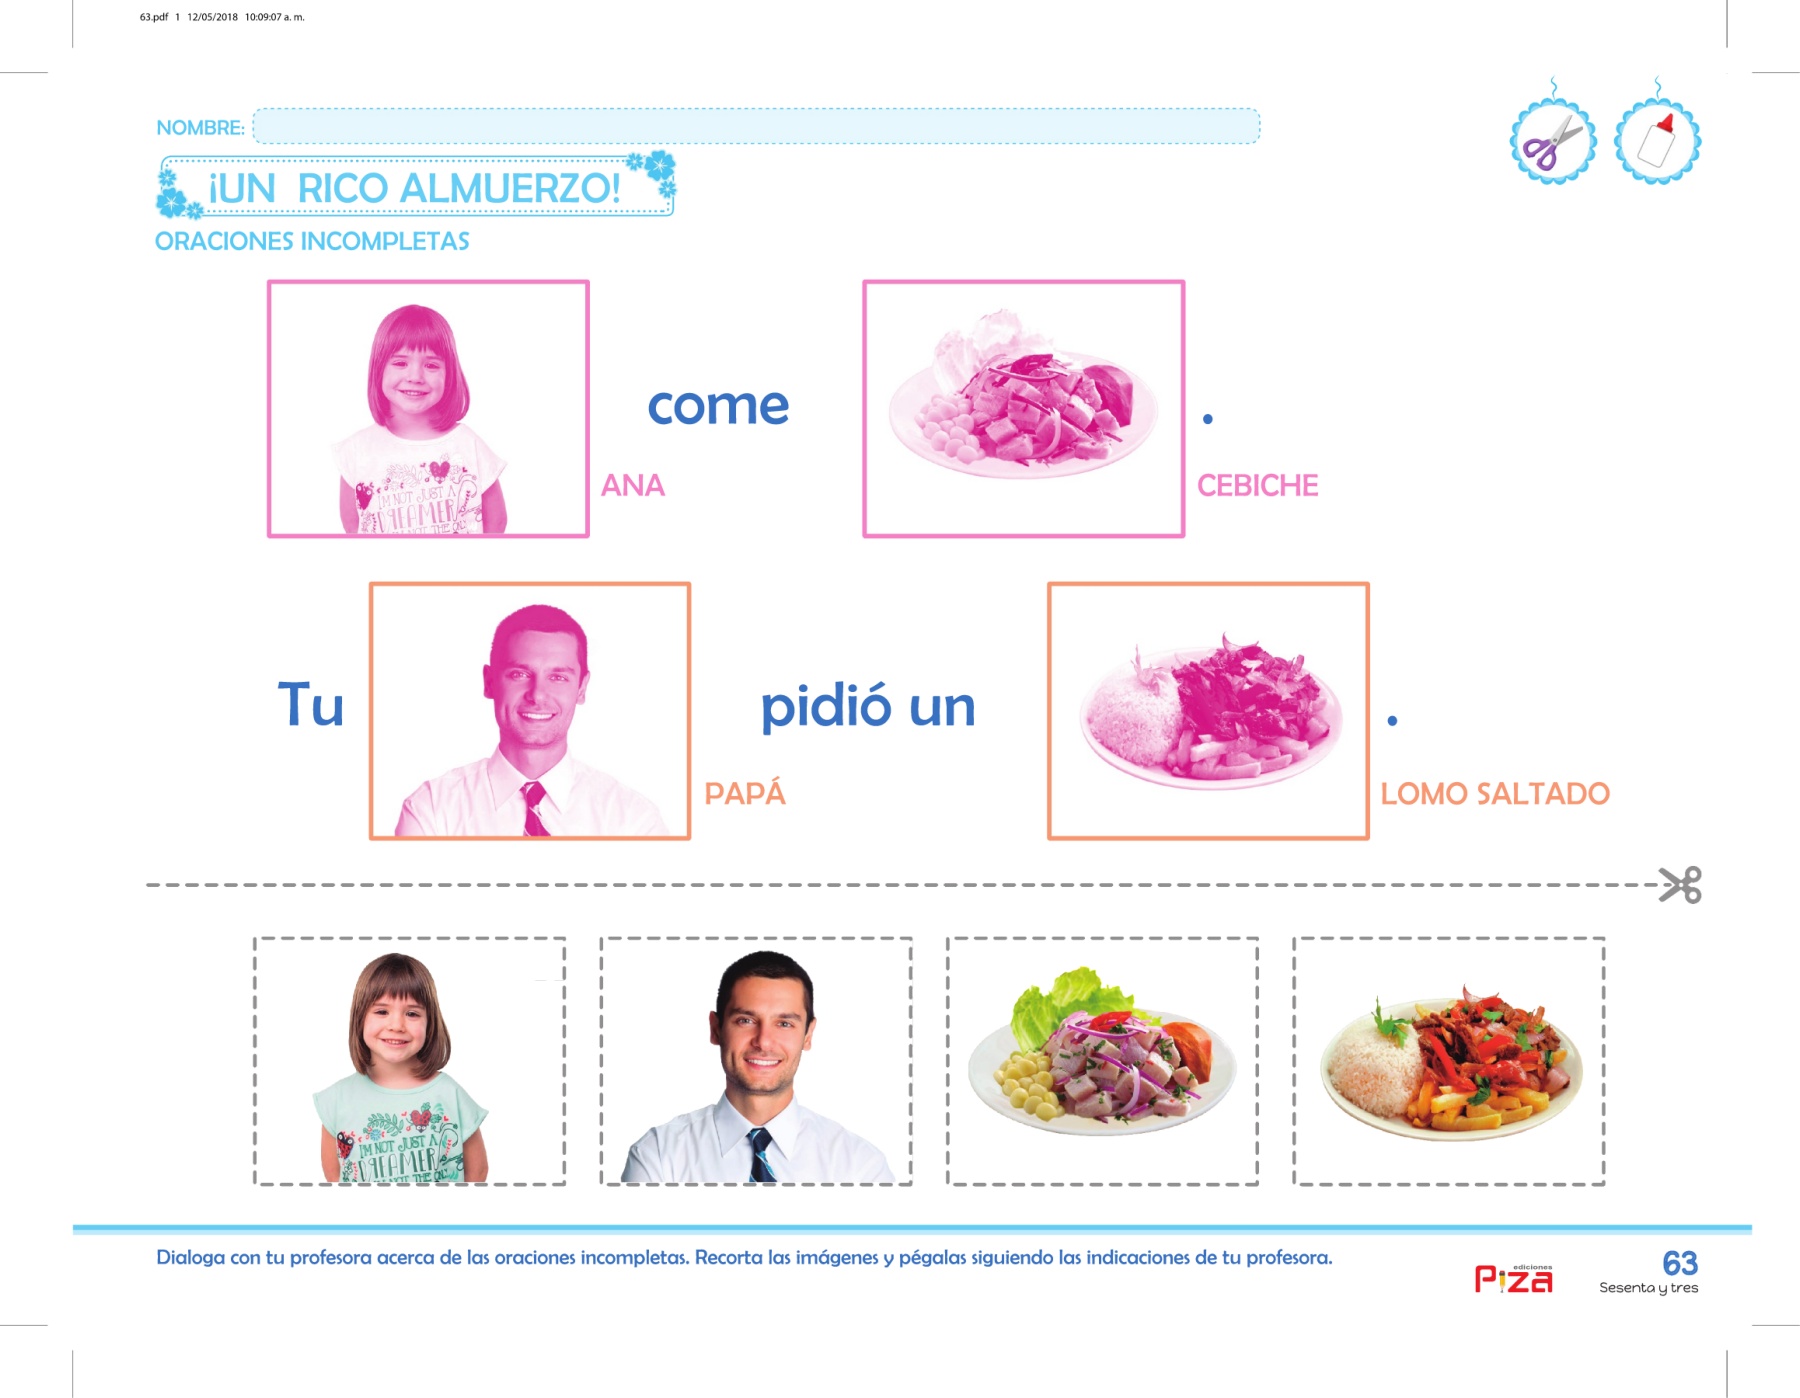 63.pdf 1 12/05/2018 10:09:07 a. m.
NOMBRE:
¡UN RICO ALMUERZO!
ORACIONES INCOMPLETAS
come .
ANA CEBICHE
I'M NOT JUST A
DREAMER
Tu pidió un .
PAPÁ LOMO SALTADO
I'M NOT JUST A
DREAMER
Dialoga con tu profesora acerca de las oraciones incompletas. Recorta las imágenes y pégalas siguiendo las indicaciones de tu profesora.
ediciones
PIZA
63
Sesenta y tres